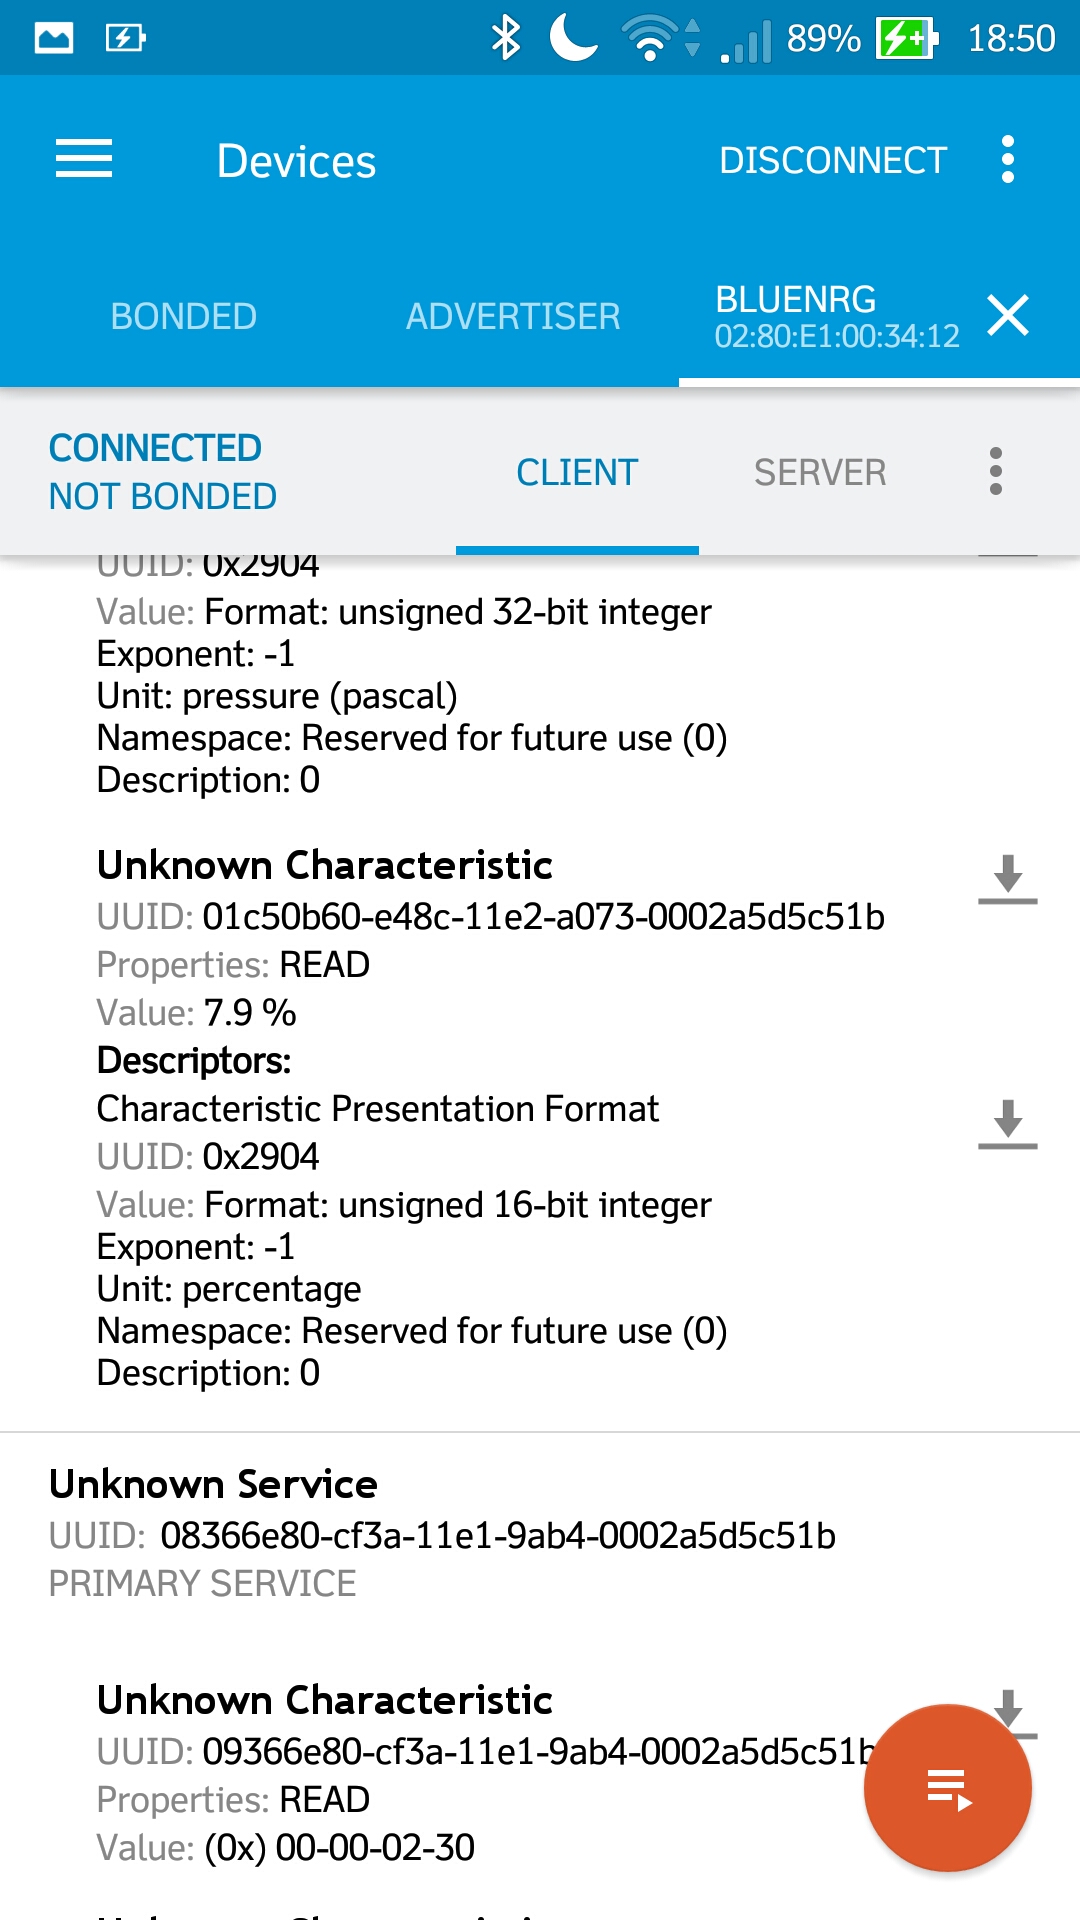 89% 18:50
Devices DISCONNECT
BONDED ADVERTISER BLUENRG
02:80:E1:00:34:12
CONNECTED
NOT BONDED
CLIENT SERVER
UUID: 0x2904
Value: Format: unsigned 32-bit integer
Exponent: -1
Unit: pressure (pascal)
Namespace: Reserved for future use (0)
Description: 0
Unknown Characteristic
UUID: 01c50b60-e48c-11e2-a073-0002a5d5c51b
Properties: READ
Value: 7.9 %
Descriptors:
Characteristic Presentation Format
UUID: 0x2904
Value: Format: unsigned 16-bit integer
Exponent: -1
Unit: percentage
Namespace: Reserved for future use (0)
Description: 0
Unknown Service
UUID: 08366e80-cf3a-11e1-9ab4-0002a5d5c51b
PRIMARY SERVICE
Unknown Characteristic
UUID: 09366e80-cf3a-11e1-9ab4-0002a5d5c51b
Properties: READ
Value: (0x) 00-00-02-30